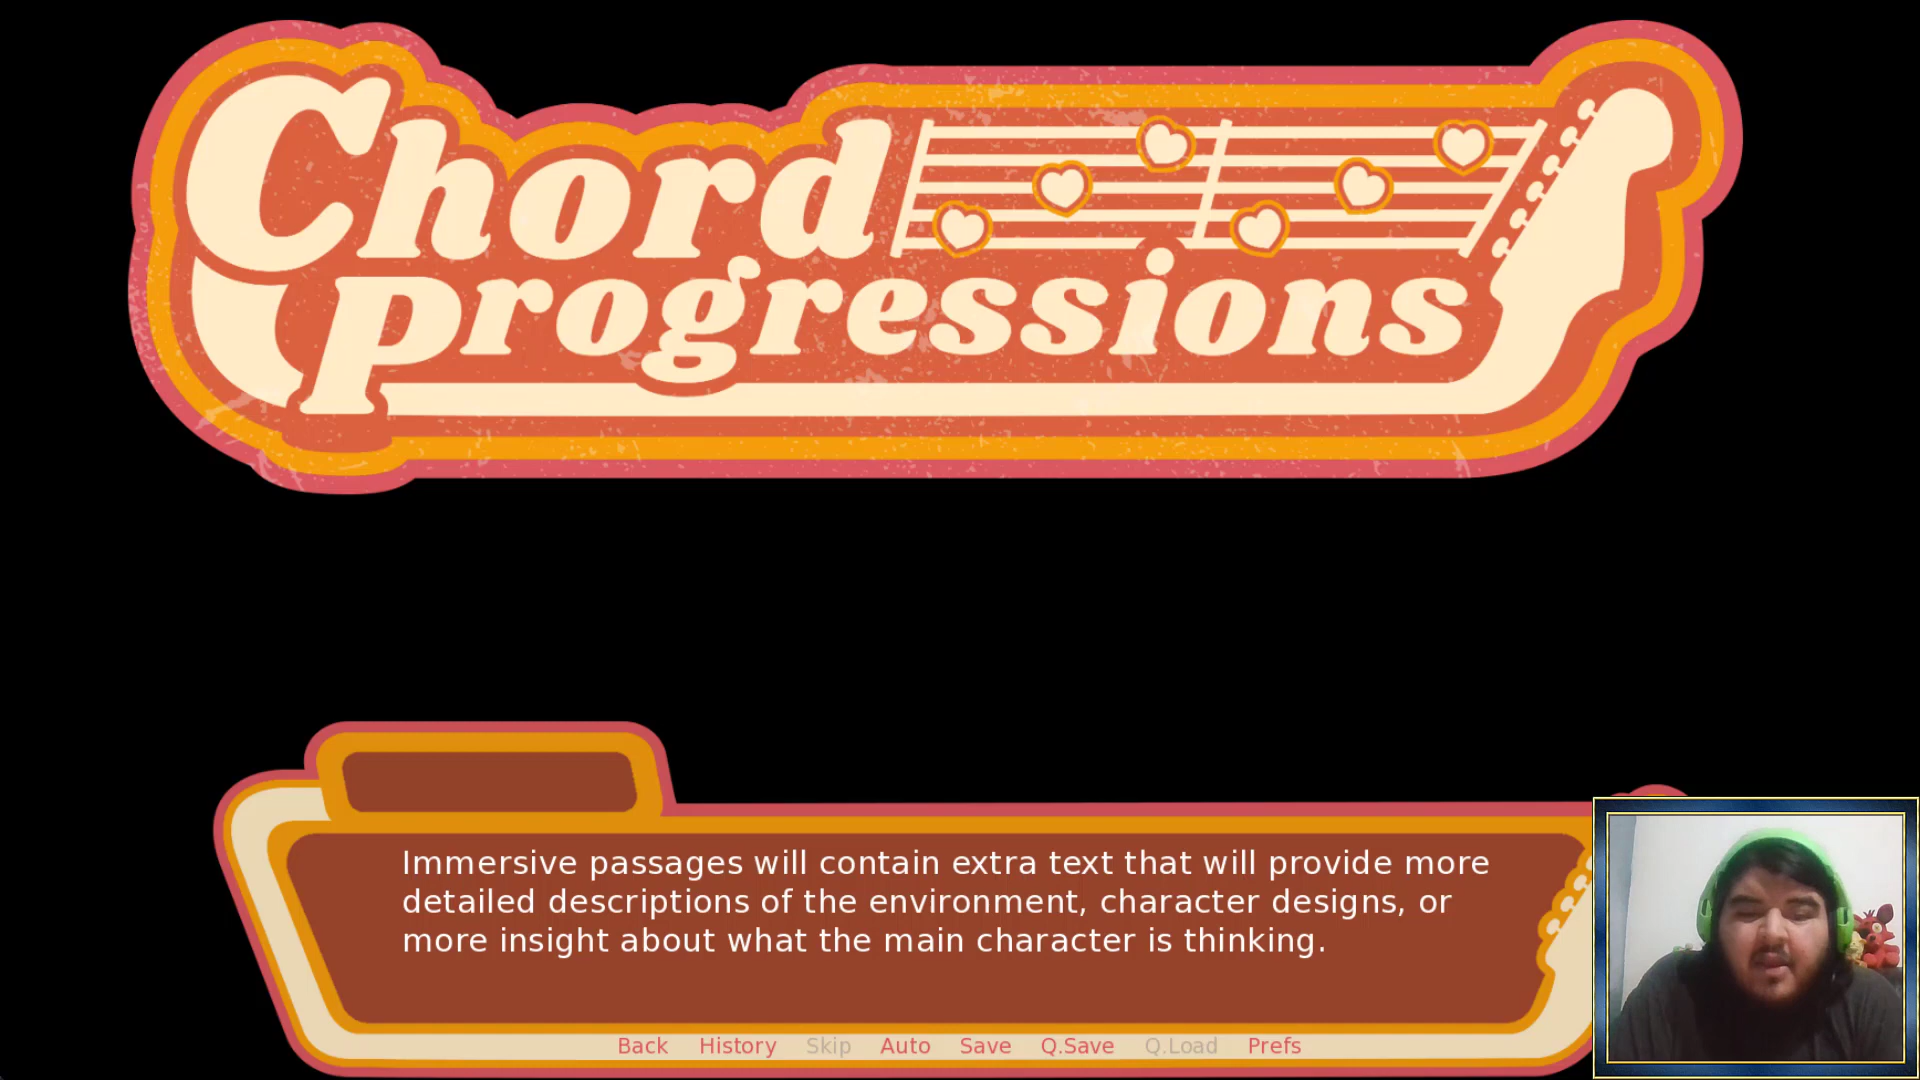 Chord
progressions
Immersive passages will contain extra text that will provide more
detailed descriptions of the environment, character designs, or
more insight about what the main character is thinking.
Back History Skip Auto Save Q.Save Q.Load Prefs